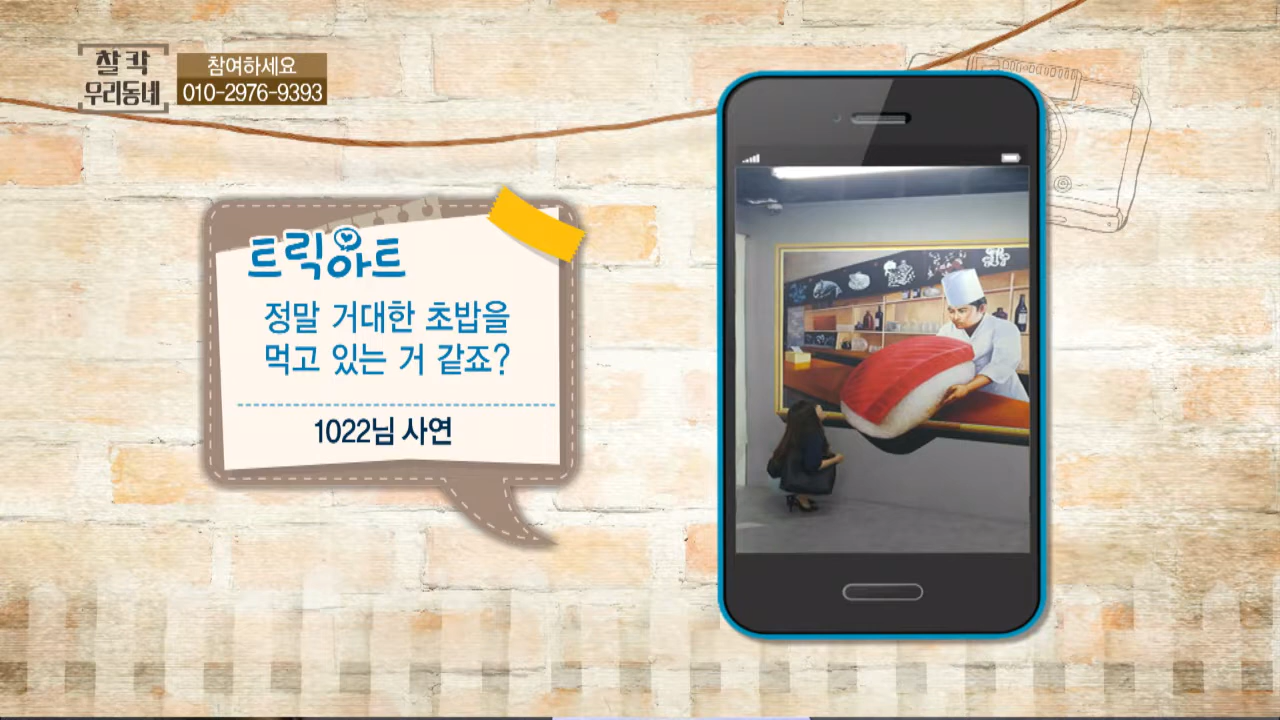 찰칵
우리동네
참여하세요
010-2976-9393
트릭아트
정말 거대한 초밥을
먹고 있는 거 같죠?
1022님 사연